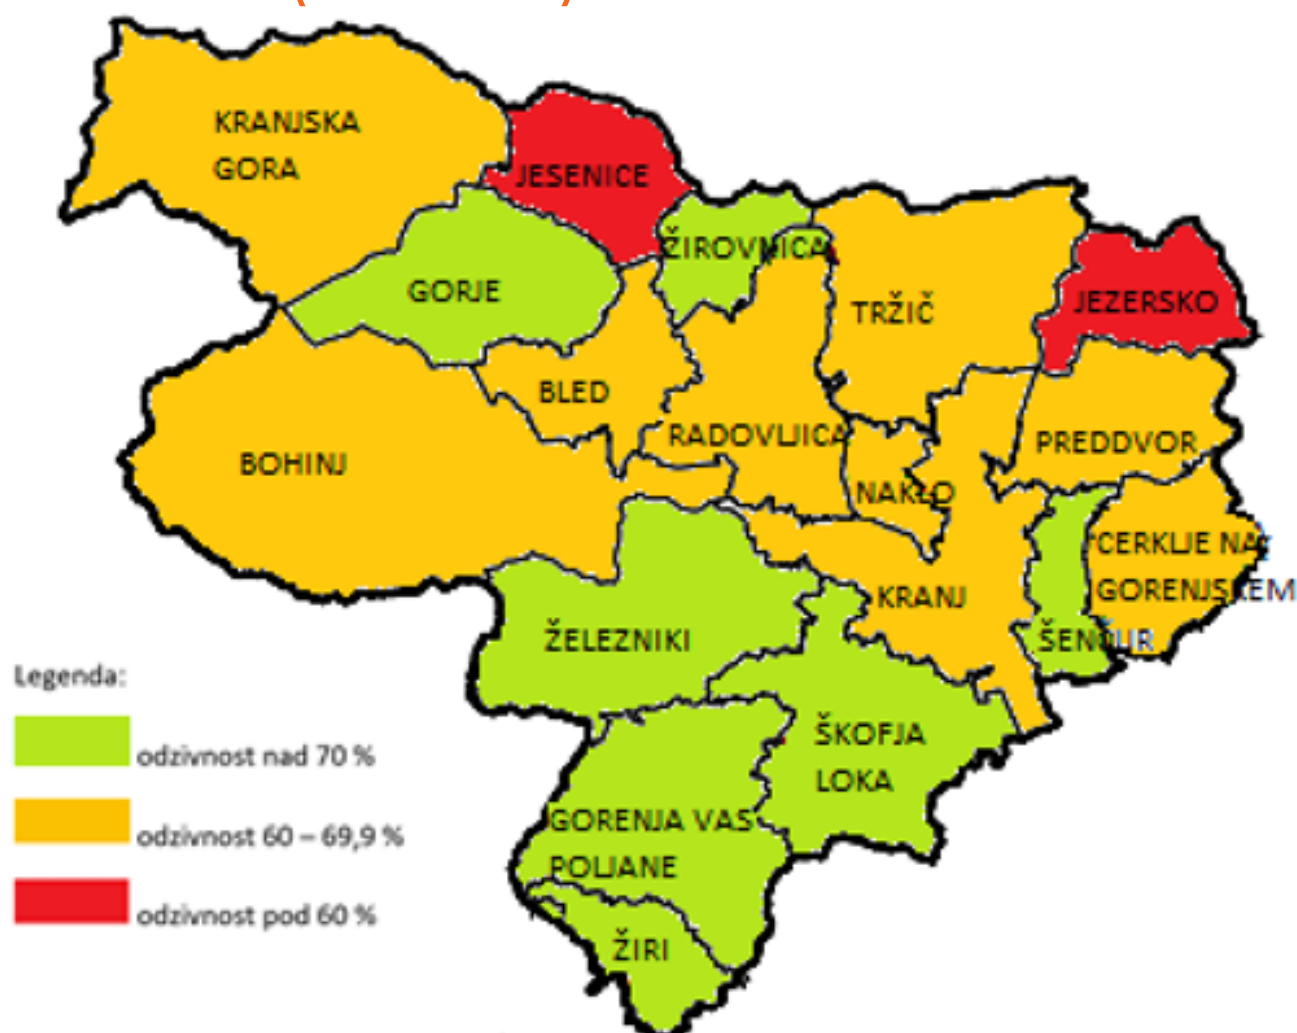 KRANJSKA
GORA
JESENICE
ŽIROVNICA
GORJE
TRŽIČ
JEZERSKO
BLED
RADOVLJICA
PREDDVOR
BOHINJ
NAKLO
CERKLJE NA
GORENJSKEM
KRANJ
ŠENČUR
ŽELEZNIKI
ŠKOFJA
LOKA
GORENJA VAS
POLJANE
ŽIRI
Legenda:
odzivnost nad 70 %
odzivnost 60 – 69,9 %
odzivnost pod 60 %